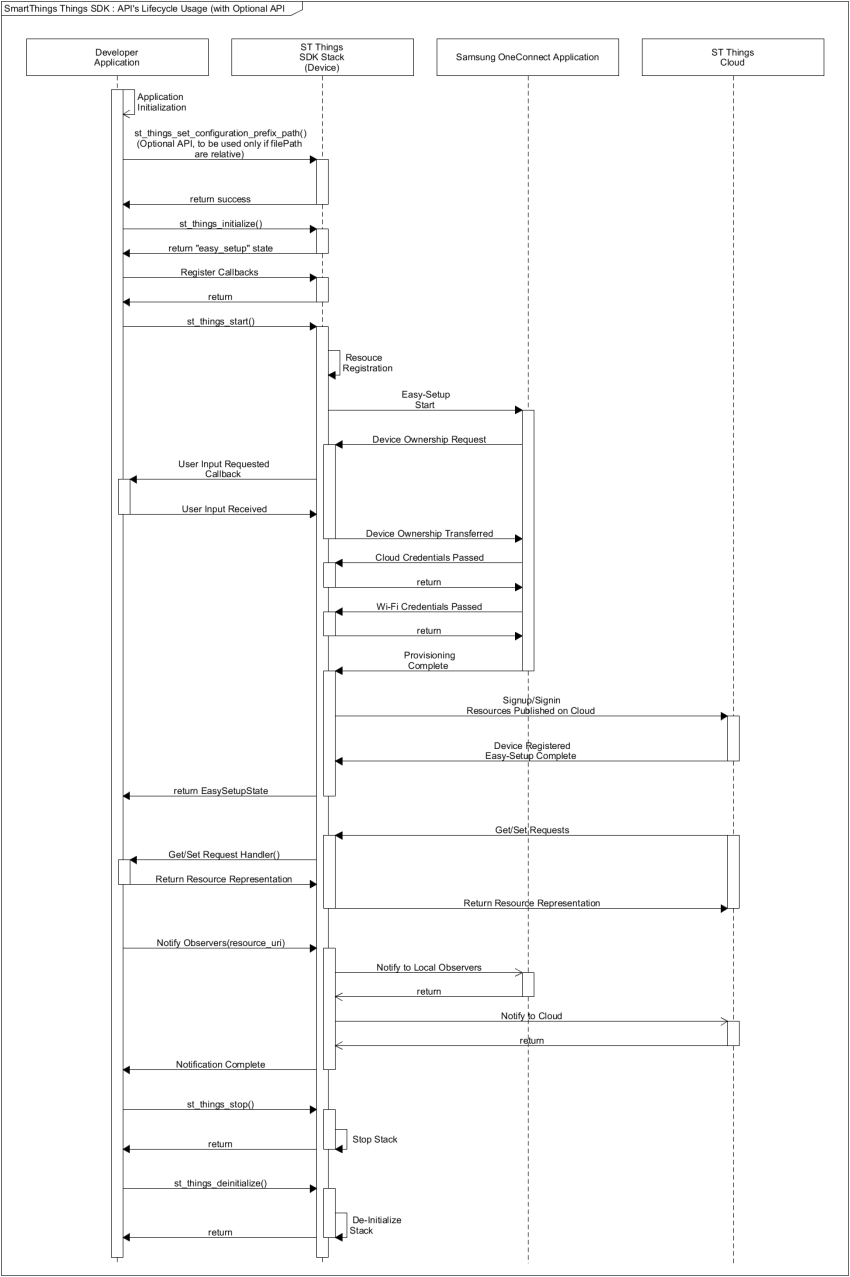 SmartThings Things SDK : API's Lifecycle Usage (with Optional API
Developer
Application
ST Things
SDK Stack
(Device)
Samsung OneConnect Application
ST Things
Cloud
Application
Initialization
st_things_set_configuration_prefix_path()
(Optional API, to be used only if filePath
are relative)
return success
st_things_initialize()
return "easy_setup" state
Register Callbacks
return
st_things_start()
Resouce
Registration
Easy-Setup
Start
Device Ownership Request
User Input Requested
Callback
User Input Received
Device Ownership Transferred
Cloud Credentials Passed
return
Wi-Fi Credentials Passed
return
Provisioning
Complete
Signup/Signin
Resources Published on Cloud
Device Registered
Easy-Setup Complete
return EasySetupState
Get/Set Requests
Get/Set Request Handler()
Return Resource Representation
Return Resource Representation
Notify Observers(resource_uri)
Notify to Local Observers
return
Notify to Cloud
return
Notification Complete
st_things_stop()
Stop Stack
return
st_things_deinitialize()
De-Initialize
Stack
return